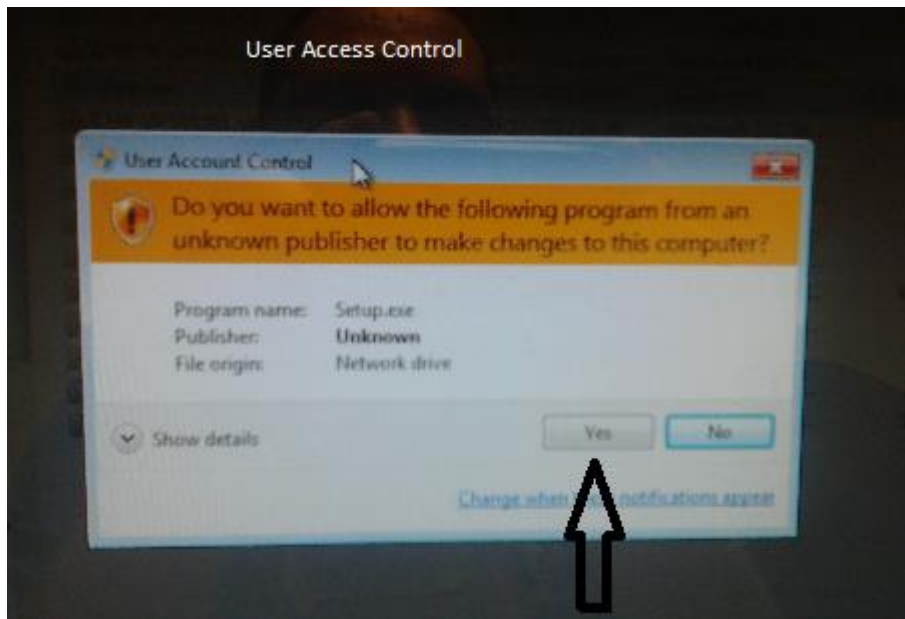 User Access Control
User Account Control
Do you want to allow the following program from an
unknown publisher to make changes to this computer?
Program name: Setup.exe
Publisher: Unknown
File origin: Network drive
Show details
Yes
No
Change when notifications appear